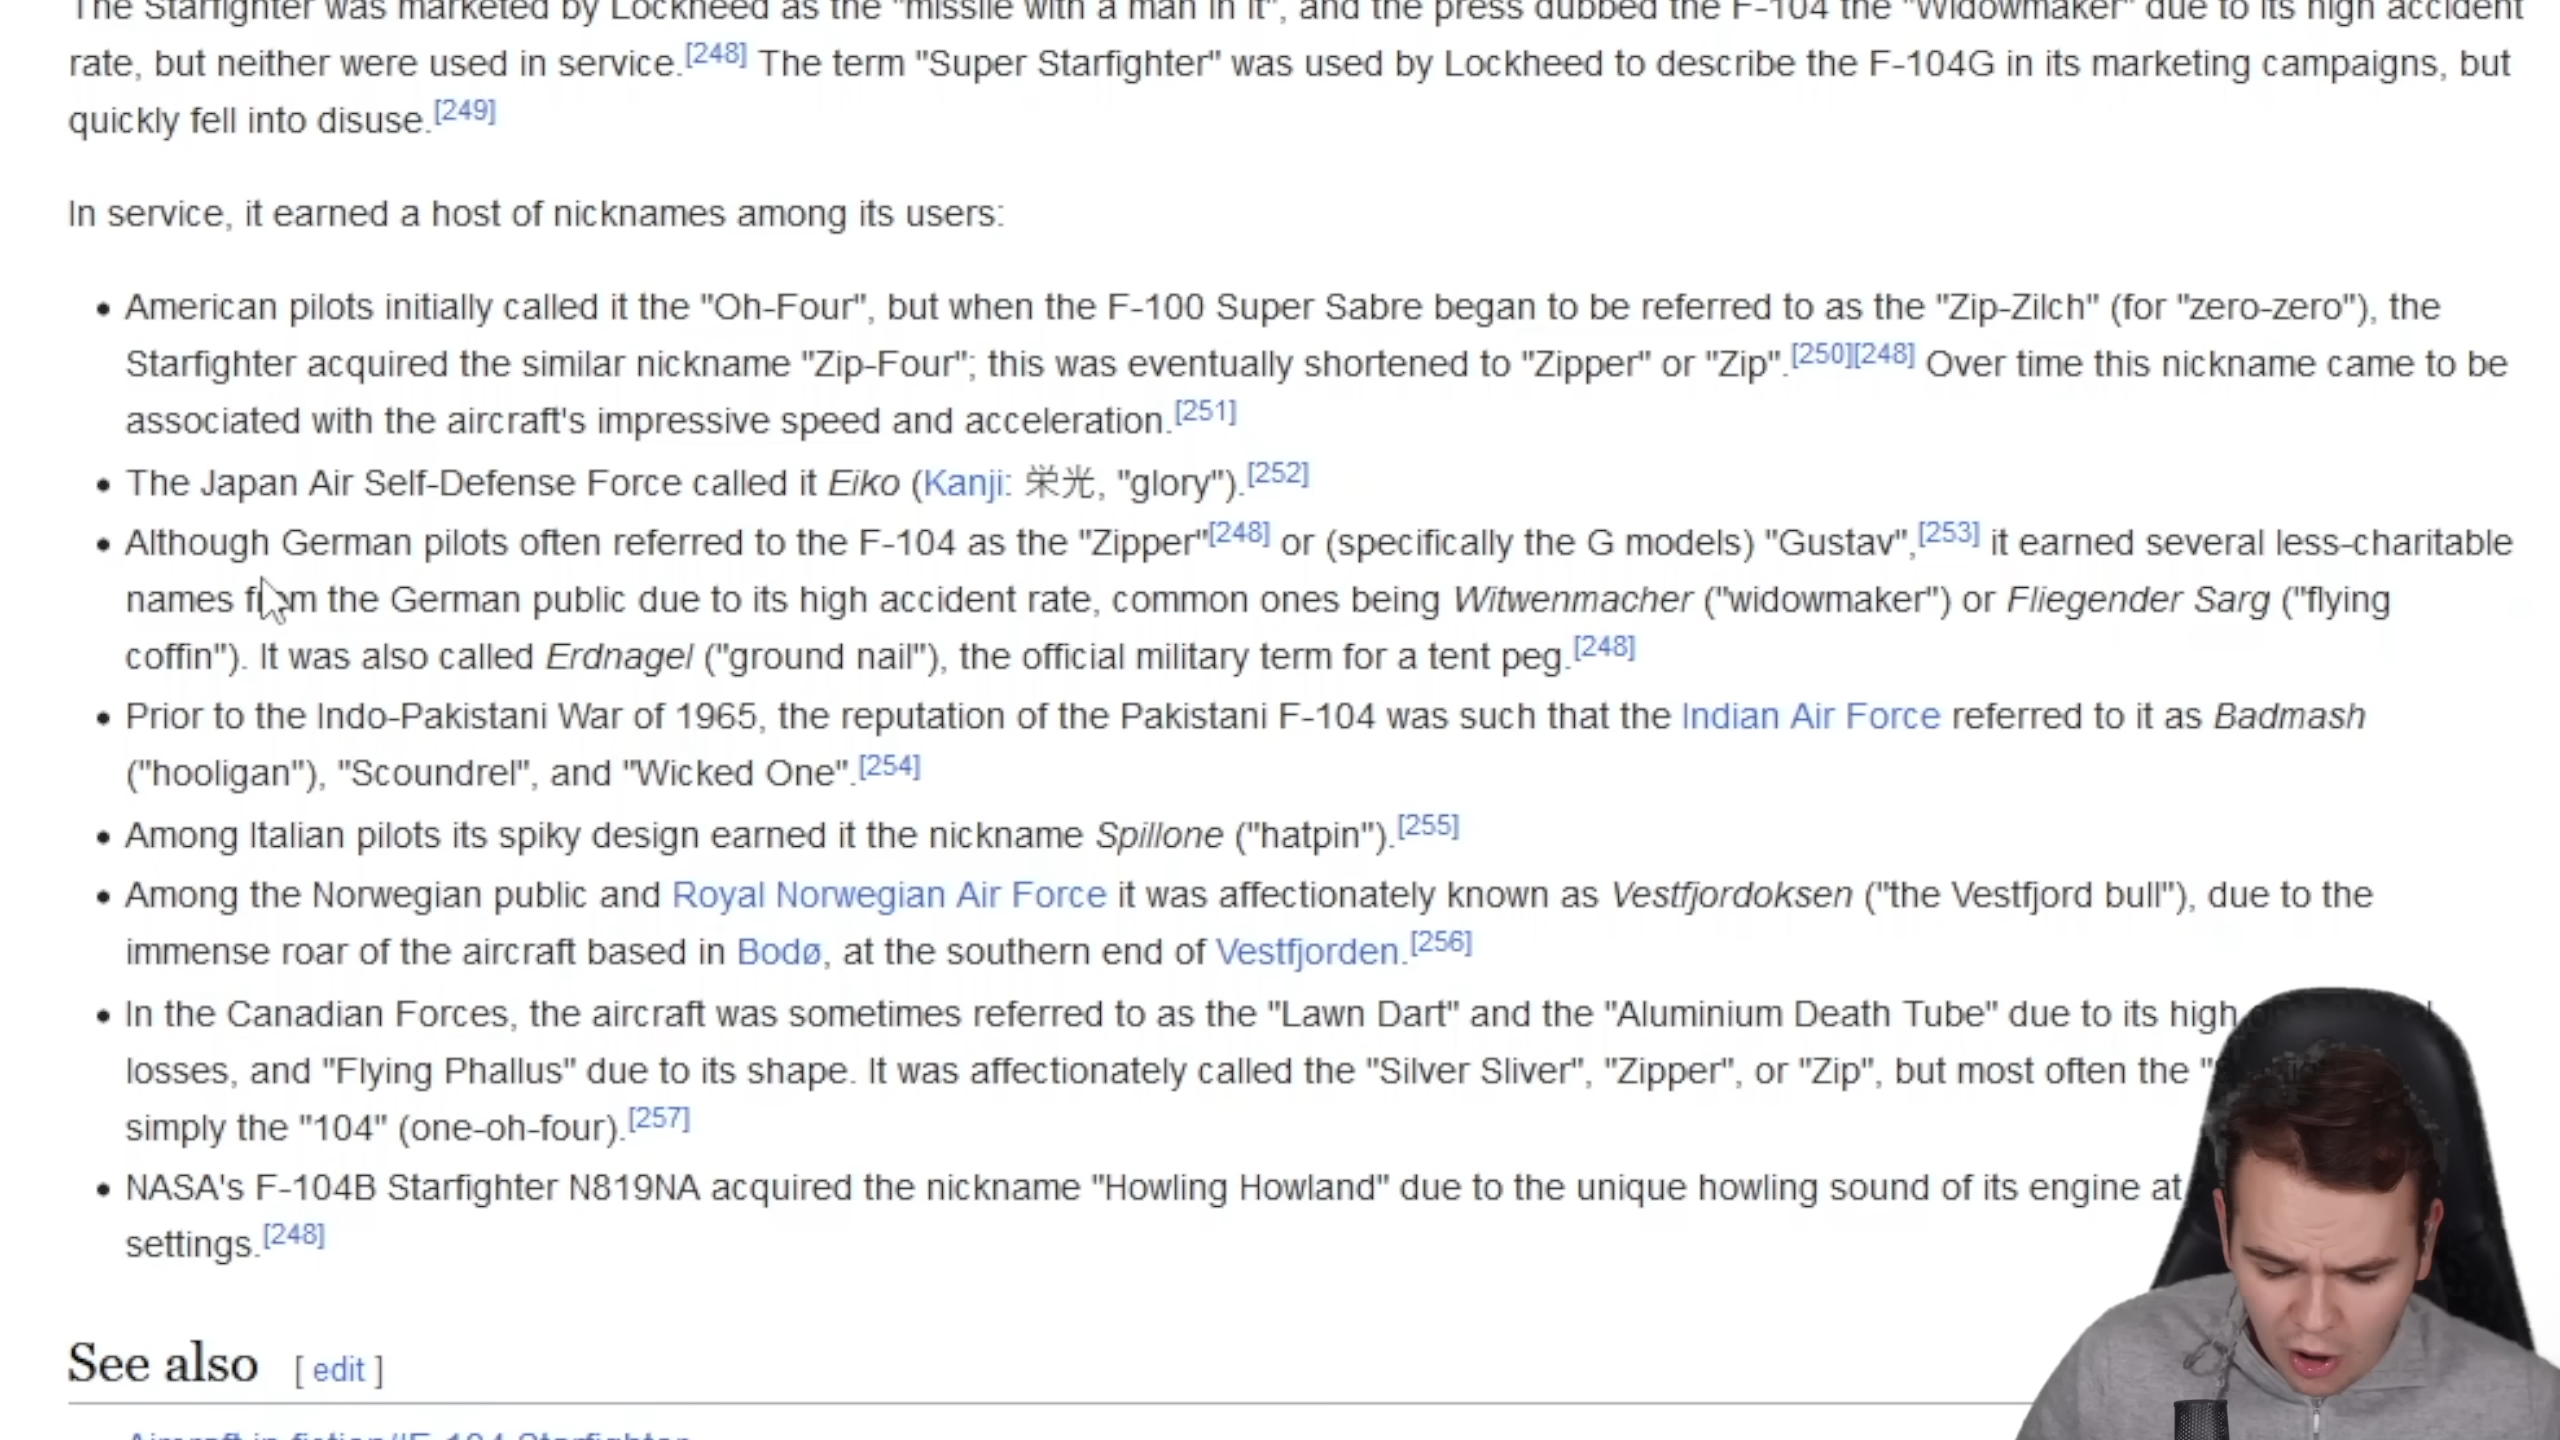 The Starfighter was marketed by Lockheed as the "missile with a man in it", and the press dubbed the F-104 the "Widowmaker" due to its high accident
rate, but neither were used in service.[248] The term "Super Starfighter" was used by Lockheed to describe the F-104G in its marketing campaigns, but
quickly fell into disuse.[249]
In service, it earned a host of nicknames among its users:
• American pilots initially called it the "Oh-Four", but when the F-100 Super Sabre began to be referred to as the "Zip-Zilch" (for "zero-zero"), the
Starfighter acquired the similar nickname "Zip-Four"; this was eventually shortened to "Zipper" or "Zip".[250][248] Over time this nickname came to be
associated with the aircraft's impressive speed and acceleration.[251]
• The Japan Air Self-Defense Force called it Eiko (Kanji: 栄光, "glory").[252]
• Although German pilots often referred to the F-104 as the "Zipper"[248] or (specifically the G models) "Gustav",[253] it earned several less-charitable
names from the German public due to its high accident rate, common ones being Witwenmacher ("widowmaker") or Fliegender Sarg ("flying
coffin"). It was also called Erdnagel ("ground nail"), the official military term for a tent peg.[248]
• Prior to the Indo-Pakistani War of 1965, the reputation of the Pakistani F-104 was such that the Indian Air Force referred to it as Badmash
("hooligan"), "Scoundrel", and "Wicked One".[254]
• Among Italian pilots its spiky design earned it the nickname Spillone ("hatpin").[255]
• Among the Norwegian public and Royal Norwegian Air Force it was affectionately known as Vestfjordoksen ("the Vestfjord bull"), due to the
immense roar of the aircraft based in Bodø, at the southern end of Vestfjorden.[256]
• In the Canadian Forces, the aircraft was sometimes referred to as the "Lawn Dart" and the "Aluminium Death Tube" due to its high
losses, and "Flying Phallus" due to its shape. It was affectionately called the "Silver Sliver", "Zipper", or "Zip", but most often the "
simply the "104" (one-oh-four).[257]
• NASA's F-104B Starfighter N819NA acquired the nickname "Howling Howland" due to the unique howling sound of its engine at
settings.[248]
See also [ edit ]
Aircraft in fiction/#F-104 Starfighter